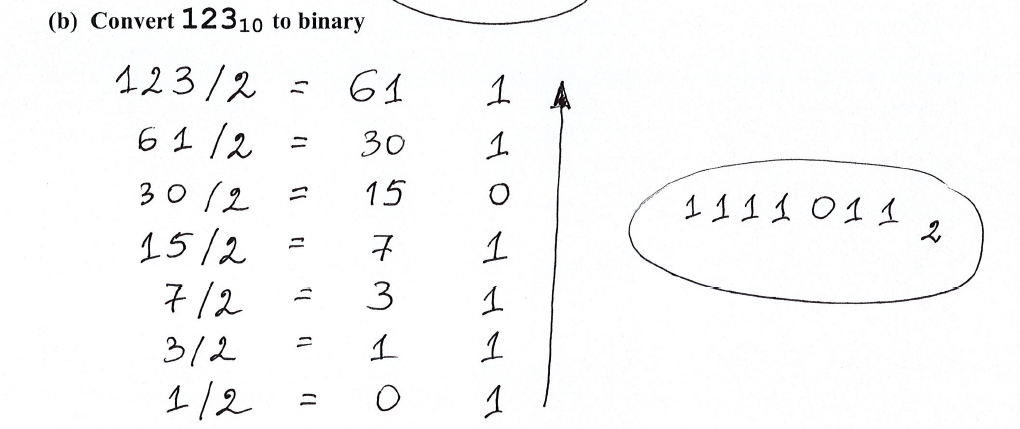 (b) Convert 123₁₀ to binary
123/2 = 61 1
61/2 = 30 1
30/2 = 15 0
15/2 = 7 1
7/2 = 3 1
3/2 = 1 1
1/2 = 0 1
1111011₂